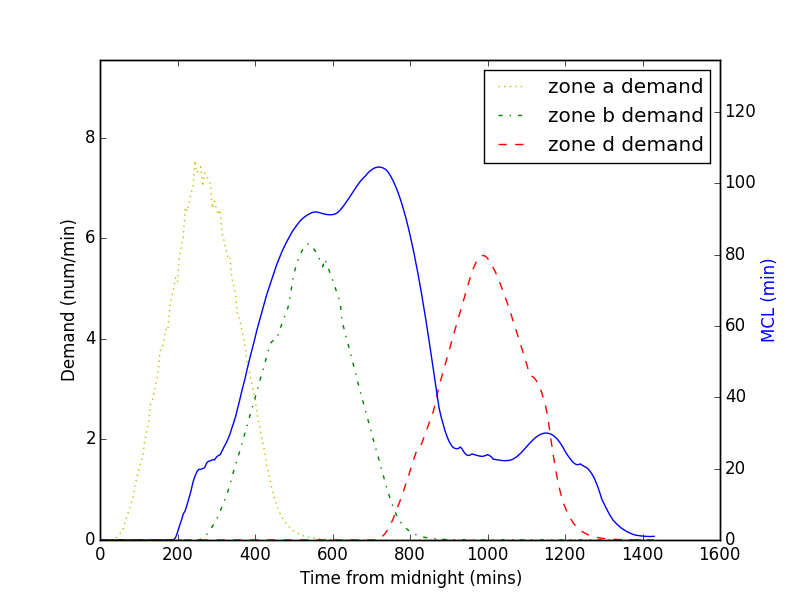 zone a demand
zone b demand
zone d demand
Demand (num/min)
8
6
4
2
0
MCL (min)
120
100
80
60
40
20
0
0 200 400 600 800 1000 1200 1400 1600
Time from midnight (mins)